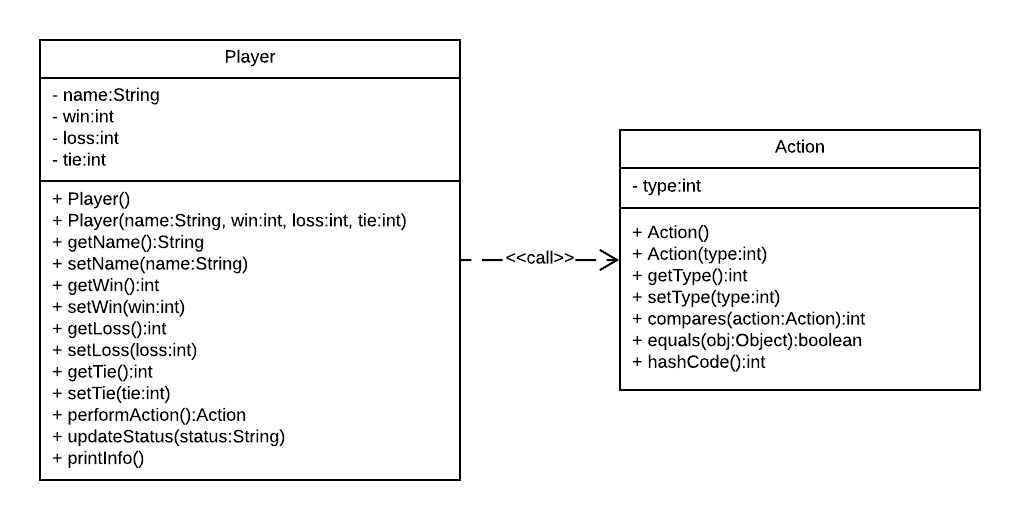 Player
- name:String
- win:int
- loss:int
- tie:int
+ Player()
+ Player(name:String, win:int, loss:int, tie:int)
+ getName():String
+ setName(name:String)
+ getWin():int
+ setWin(win:int)
+ getLoss():int
+ setLoss(loss:int)
+ getTie():int
+ setTie(tie:int)
+ performAction():Action
+ updateStatus(status:String)
+ printInfo()
<<call>>
Action
- type:int
+ Action()
+ Action(type:int)
+ getType():int
+ setType(type:int)
+ compares(action:Action):int
+ equals(obj:Object):boolean
+ hashCode():int